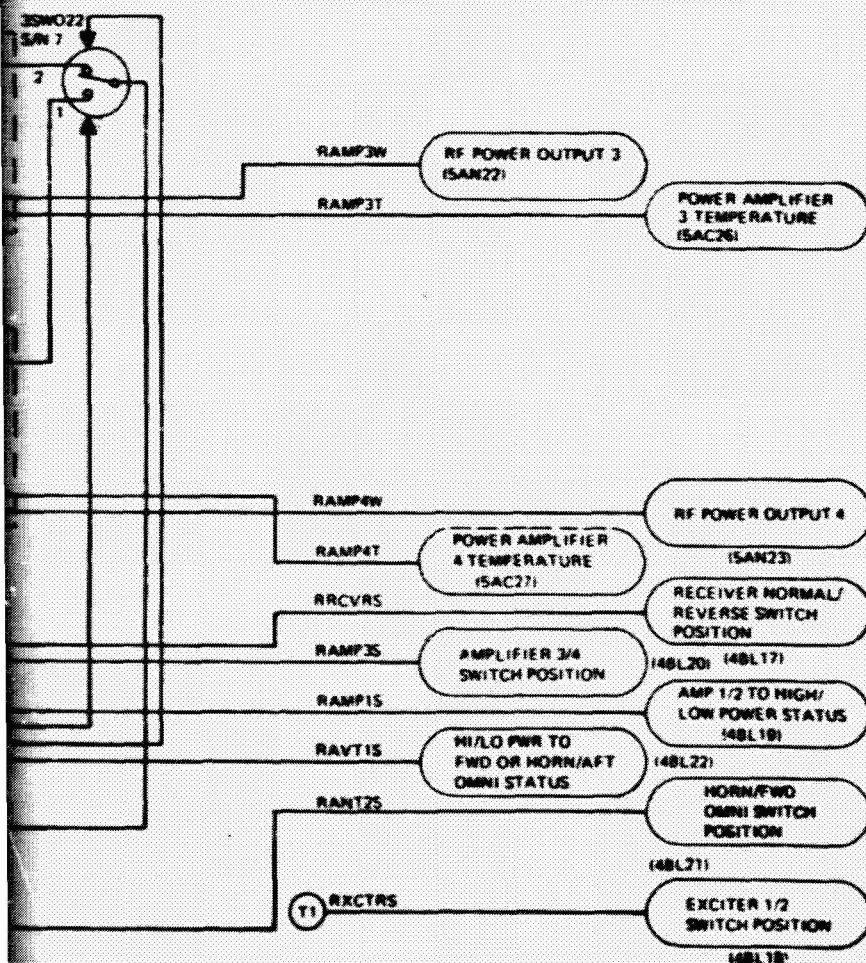 3SWO22
S/N 7
2
1
RAMP3W
RF POWER OUTPUT 3
(5AN22)
RAMP3T
POWER AMPLIFIER
3 TEMPERATURE
(5AC26)
RAMP4W
RF POWER OUTPUT 4
(5AN23)
RAMP4T
POWER AMPLIFIER
4 TEMPERATURE
(5AC27)
RRCVRS
RECEIVER NORMAL/
REVERSE SWITCH
POSITION
(4BL17)
RAMP3S
AMPLIFIER 3/4
SWITCH POSITION
(4BL20)
RAMP1S
AMP 1/2 TO HIGH/
LOW POWER STATUS
(4BL19)
RAVT1S
HI/LO PWR TO
FWD OR HORN/AFT
OMNI STATUS
(4BL22)
RANT2S
HORN/FWD
OMNI SWITCH
POSITION
(4BL21)
T1
RXCTRS
EXCITER 1/2
SWITCH POSITION
(4BL18)